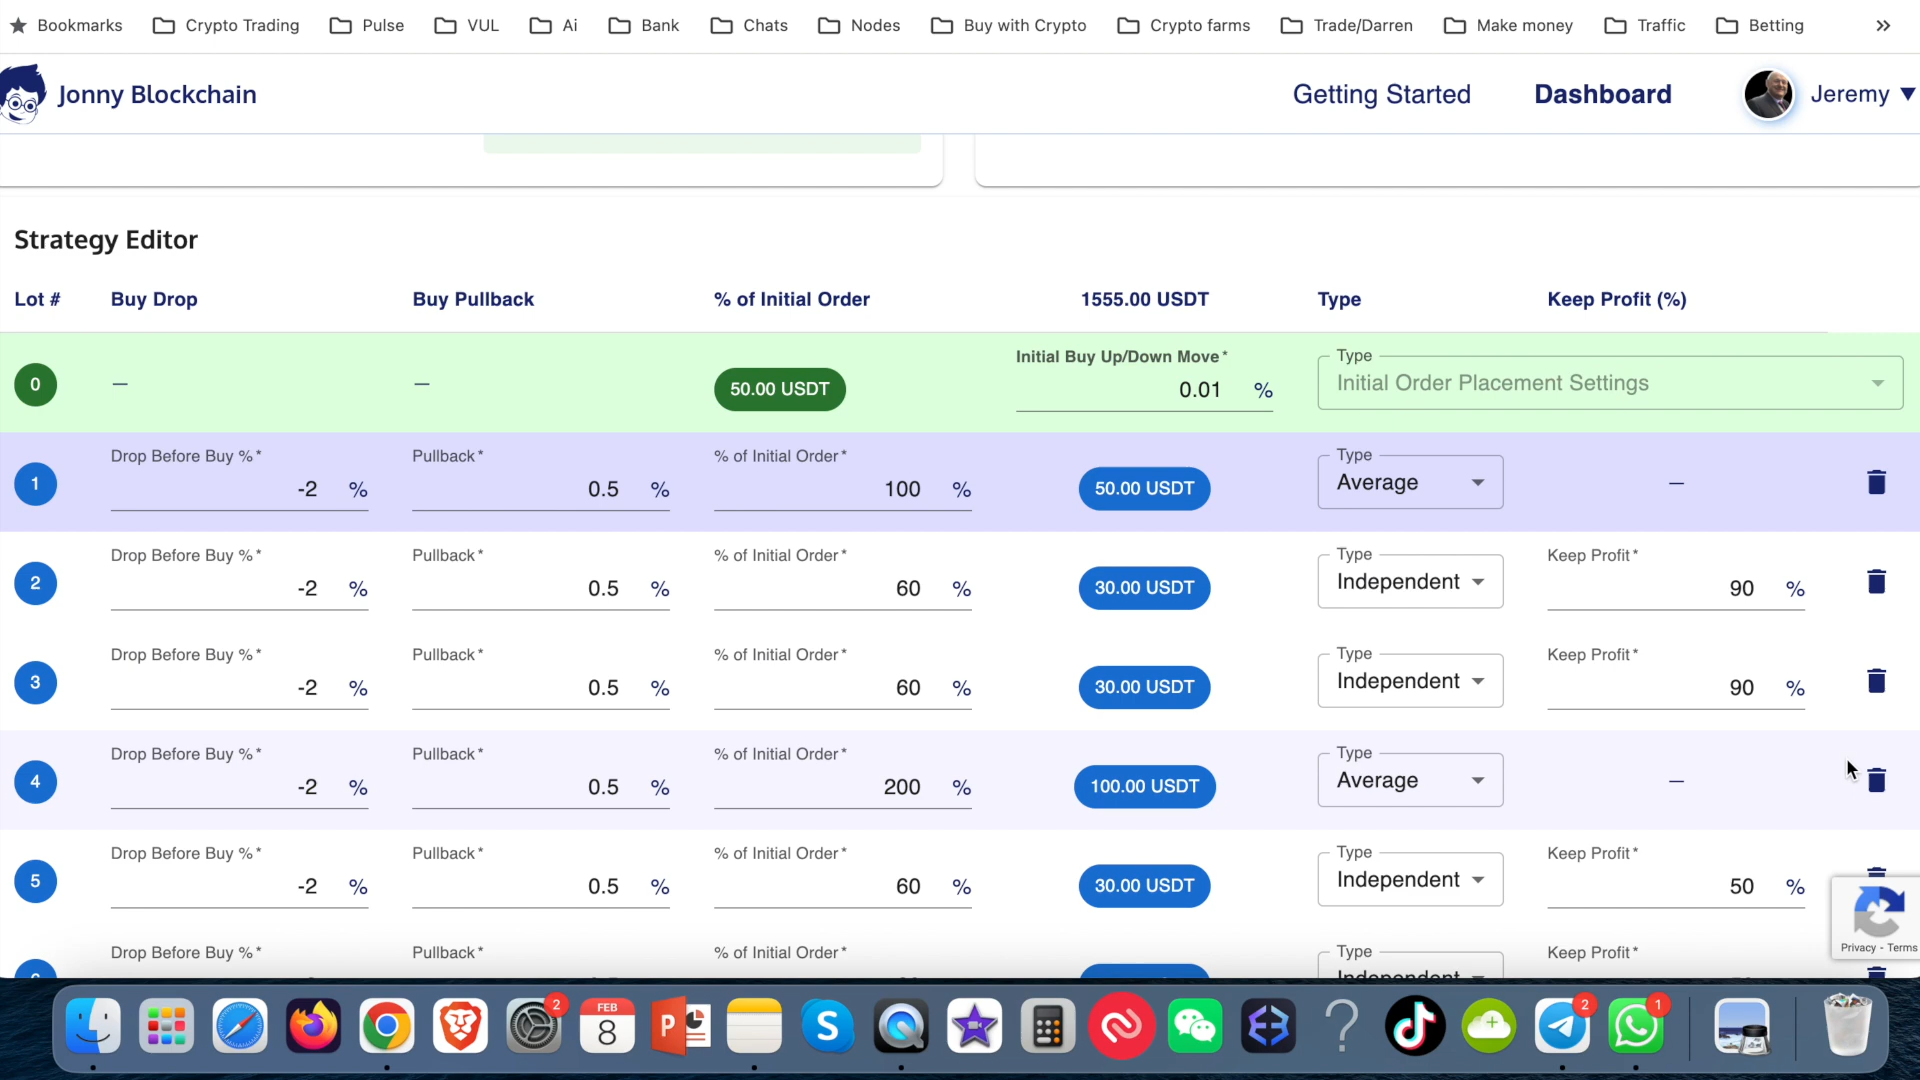 Bookmarks Crypto Trading Pulse VUL Ai Bank Chats Nodes Buy with Crypto Crypto farms Trade/Darren Make money Traffic Betting »
Jonny Blockchain Getting Started Dashboard Jeremy
Strategy Editor
Lot # Buy Drop Buy Pullback % of Initial Order 1555.00 USDT Type Keep Profit (%)
Initial Buy Up/Down Move* Type
0 – – 50.00 USDT 0.01 % Initial Order Placement Settings
Drop Before Buy %* Pullback* % of Initial Order* Type
1 -2 % 0.5 % 100 % 50.00 USDT Average –
Drop Before Buy %* Pullback* % of Initial Order* Type Keep Profit*
2 -2 % 0.5 % 60 % 30.00 USDT Independent 90 %
Drop Before Buy %* Pullback* % of Initial Order* Type Keep Profit*
3 -2 % 0.5 % 60 % 30.00 USDT Independent 90 %
Drop Before Buy %* Pullback* % of Initial Order* Type
4 -2 % 0.5 % 200 % 100.00 USDT Average –
Drop Before Buy %* Pullback* % of Initial Order* Type Keep Profit*
5 -2 % 0.5 % 60 % 30.00 USDT Independent 50 %
Privacy - Terms
Drop Before Buy %* Pullback* % of Initial Order* Type Keep Profit*
Independent
2 FEB 2 1
8 P S ?